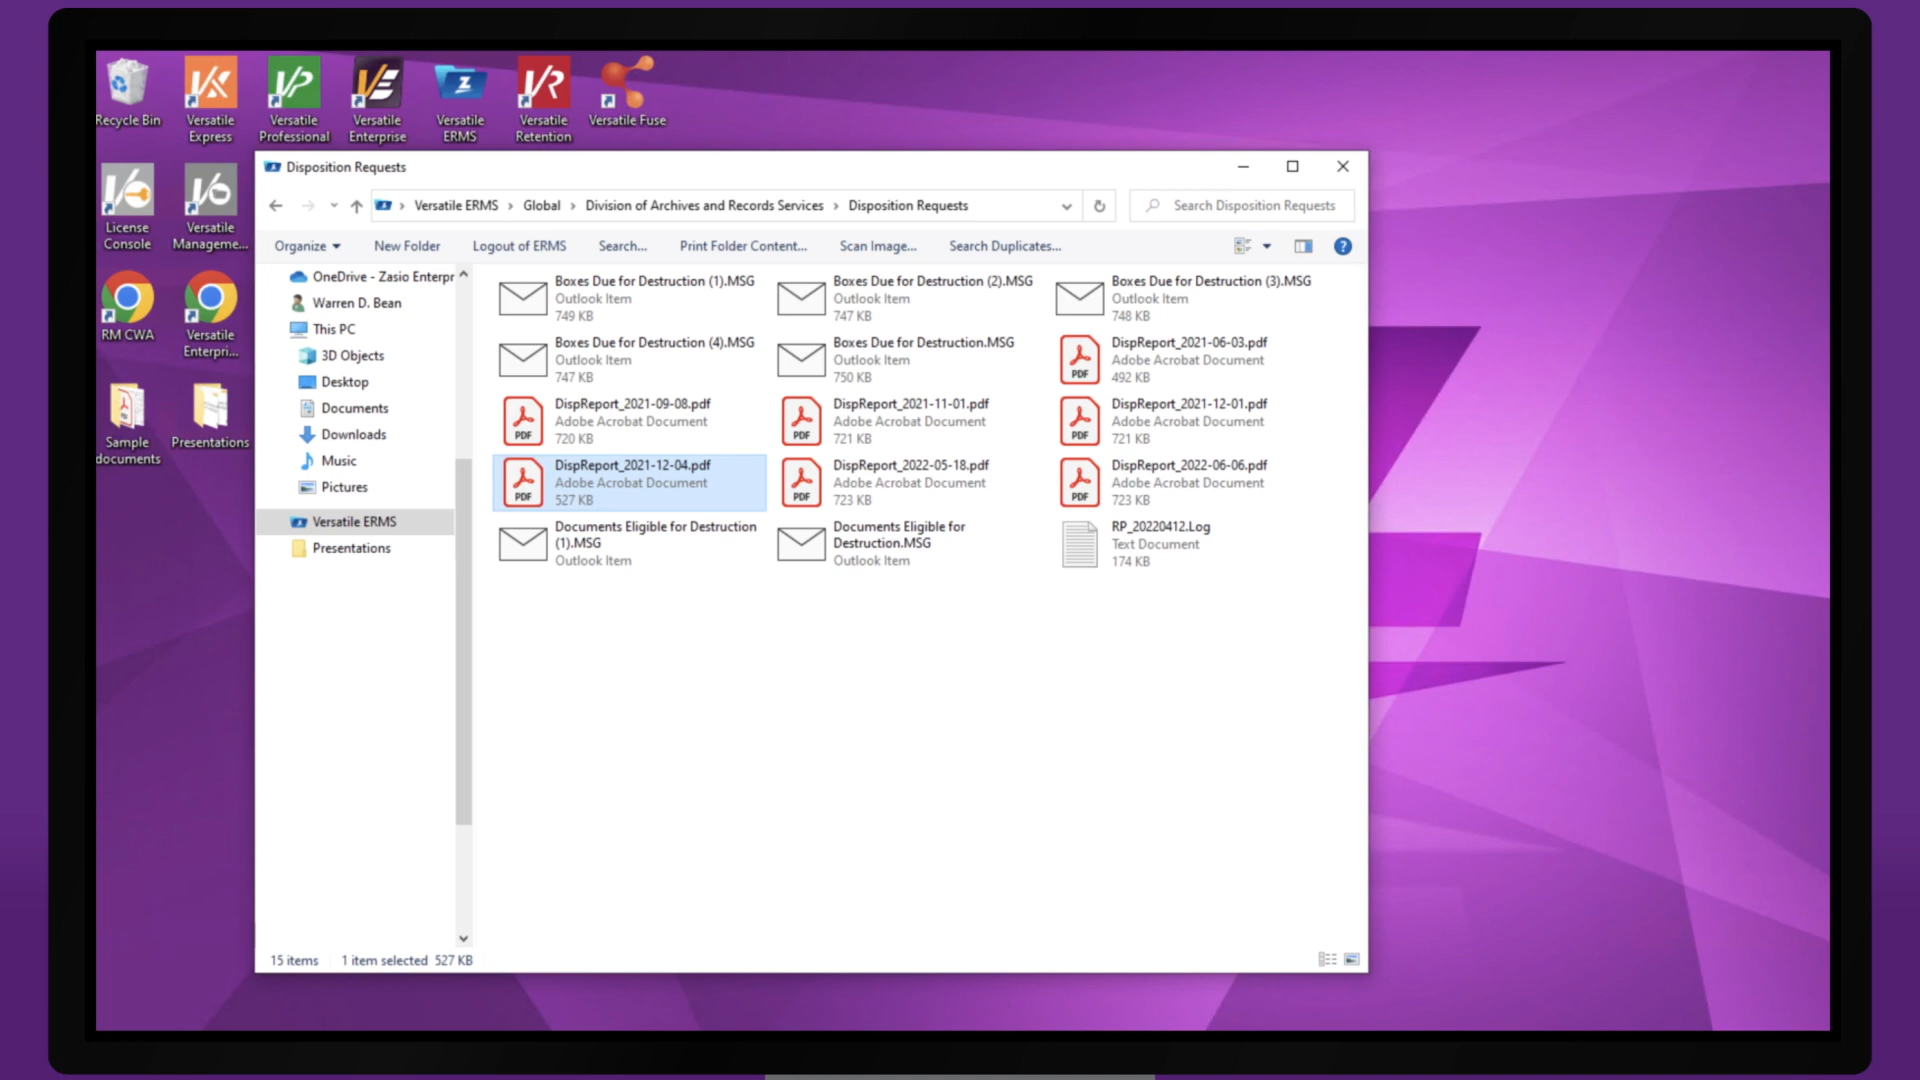 Recycle Bin
Versatile
Express
Versatile
Professional
Versatile
Enterprise
Versatile
ERMS
Versatile
Retention
Versatile Fuse
License
Console
Versatile
Manageme...
RM CWA
Versatile
Enterpri...
Sample
documents
Presentations
Disposition Requests
Versatile ERMS > Global > Division of Archives and Records Services > Disposition Requests
Search Disposition Requests
Organize New Folder Logout of ERMS Search... Print Folder Content... Scan Image... Search Duplicates...
OneDrive - Zasio Enterpr
Warren D. Bean
This PC
3D Objects
Desktop
Documents
Downloads
Music
Pictures
Versatile ERMS
Presentations
Boxes Due for Destruction (1).MSG
Outlook Item
749 KB
Boxes Due for Destruction (2).MSG
Outlook Item
747 KB
Boxes Due for Destruction (3).MSG
Outlook Item
748 KB
Boxes Due for Destruction (4).MSG
Outlook Item
747 KB
Boxes Due for Destruction.MSG
Outlook Item
750 KB
PDF
DispReport_2021-06-03.pdf
Adobe Acrobat Document
492 KB
PDF
DispReport_2021-09-08.pdf
Adobe Acrobat Document
720 KB
PDF
DispReport_2021-11-01.pdf
Adobe Acrobat Document
721 KB
PDF
DispReport_2021-12-01.pdf
Adobe Acrobat Document
721 KB
PDF
DispReport_2021-12-04.pdf
Adobe Acrobat Document
527 KB
PDF
DispReport_2022-05-18.pdf
Adobe Acrobat Document
723 KB
PDF
DispReport_2022-06-06.pdf
Adobe Acrobat Document
723 KB
Documents Eligible for Destruction
(1).MSG
Outlook Item
Documents Eligible for
Destruction.MSG
Outlook Item
RP_20220412.Log
Text Document
174 KB
15 items 1 item selected 527 KB